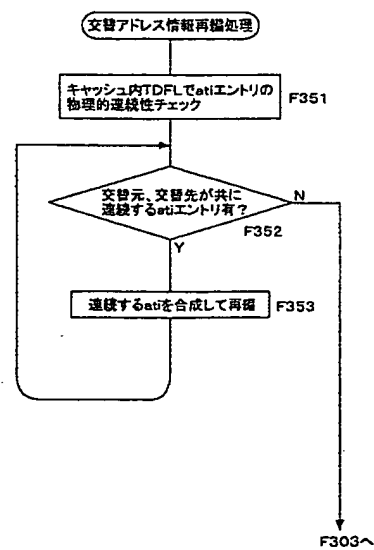 交替アドレス情報再編処理
キャッシュ内TDFLでatiエントリの
物理的連続性チェック
F351
交替元、交替先が共に
連続するatiエントリ有?
N
F352
Y
連続するatiを合成して再編
F353
F303へ